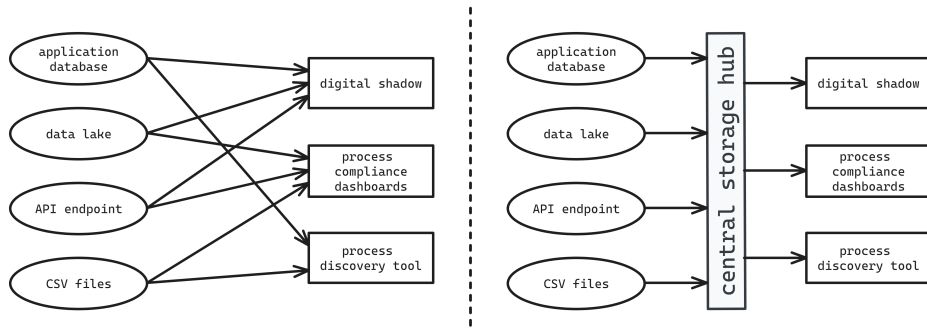 application
database
data lake
API endpoint
CSV files
digital shadow
process
compliance
dashboards
process
discovery tool
application
database
data lake
API endpoint
CSV files
central storage hub
digital shadow
process
compliance
dashboards
process
discovery tool